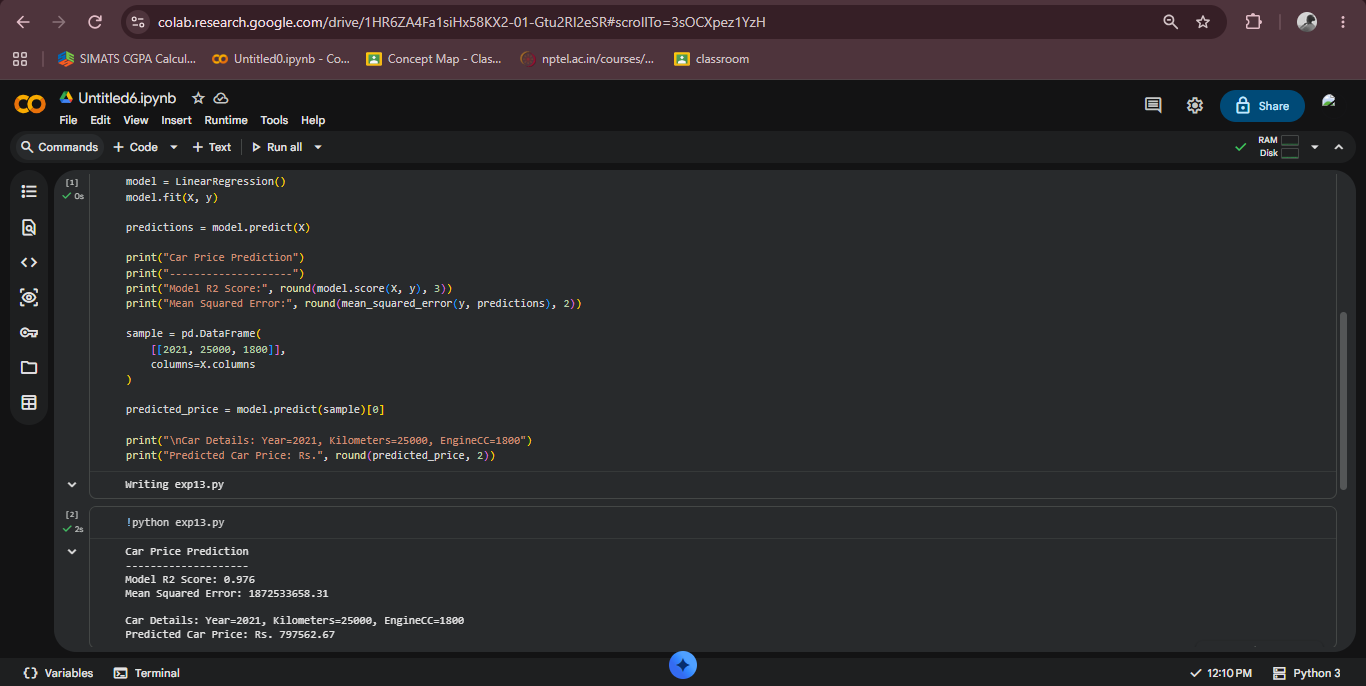 colab.research.google.com/drive/1HR6ZA4Fa1siHx58KX2-01-Gtu2RI2eSR#scrollTo=3sOCXpez1YzH
SIMATS CGPA Calcul... Untitled0.ipynb - Co... Concept Map - Clas... nptel.ac.in/courses/... classroom
Untitled6.ipynb
File Edit View Insert Runtime Tools Help
Share
Commands + Code + Text Run all
RAM
Disk
[1]
0s
model = LinearRegression()
model.fit(X, y)
predictions = model.predict(X)
print("Car Price Prediction")
print("--------------------")
print("Model R2 Score:", round(model.score(X, y), 3))
print("Mean Squared Error:", round(mean_squared_error(y, predictions), 2))
sample = pd.DataFrame(
    [[2021, 25000, 1800]],
    columns=X.columns
)
predicted_price = model.predict(sample)[0]
print("\nCar Details: Year=2021, Kilometers=25000, EngineCC=1800")
print("Predicted Car Price: Rs.", round(predicted_price, 2))
Writing exp13.py
[2]
2s
!python exp13.py
Car Price Prediction
--------------------
Model R2 Score: 0.976
Mean Squared Error: 1872533658.31
Car Details: Year=2021, Kilometers=25000, EngineCC=1800
Predicted Car Price: Rs. 797562.67
{} Variables Terminal 12:10 PM Python 3